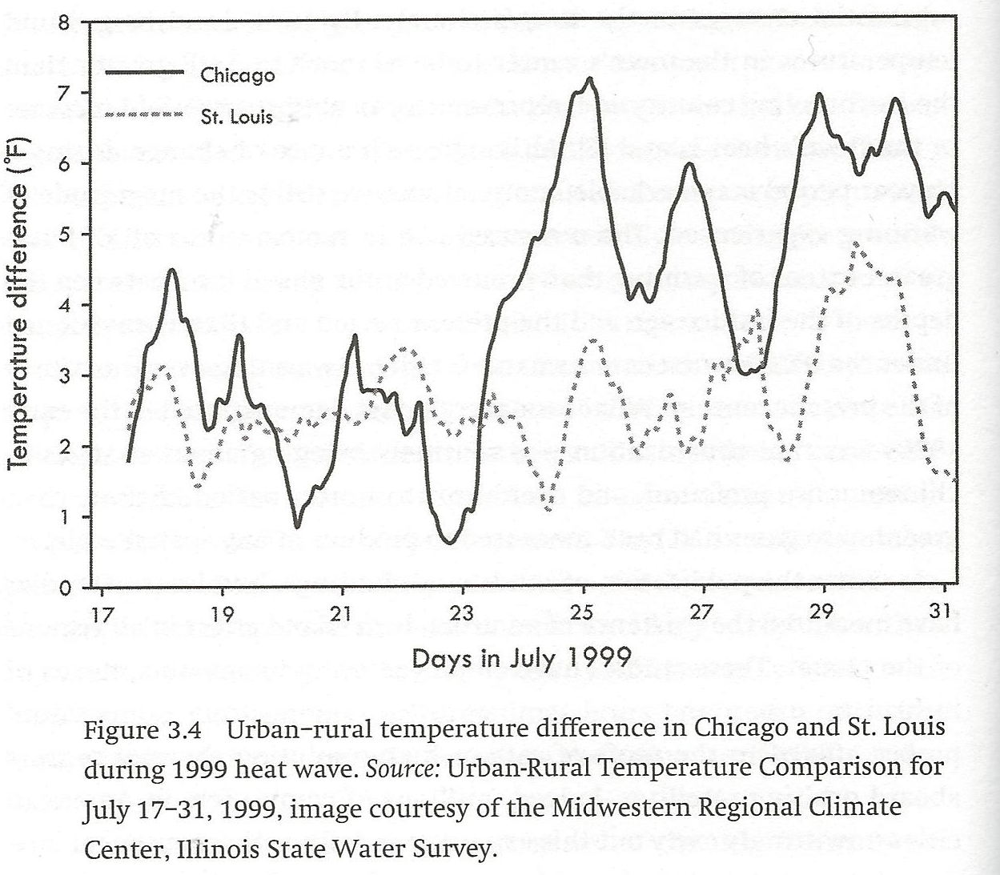 8
7
6
5
4
3
2
1
0
Temperature difference (°F)
Chicago
St. Louis
17 19 21 23 25 27 29 31
Days in July 1999
Figure 3.4 Urban–rural temperature difference in Chicago and St. Louis
during 1999 heat wave. Source: Urban-Rural Temperature Comparison for
July 17–31, 1999, image courtesy of the Midwestern Regional Climate
Center, Illinois State Water Survey.